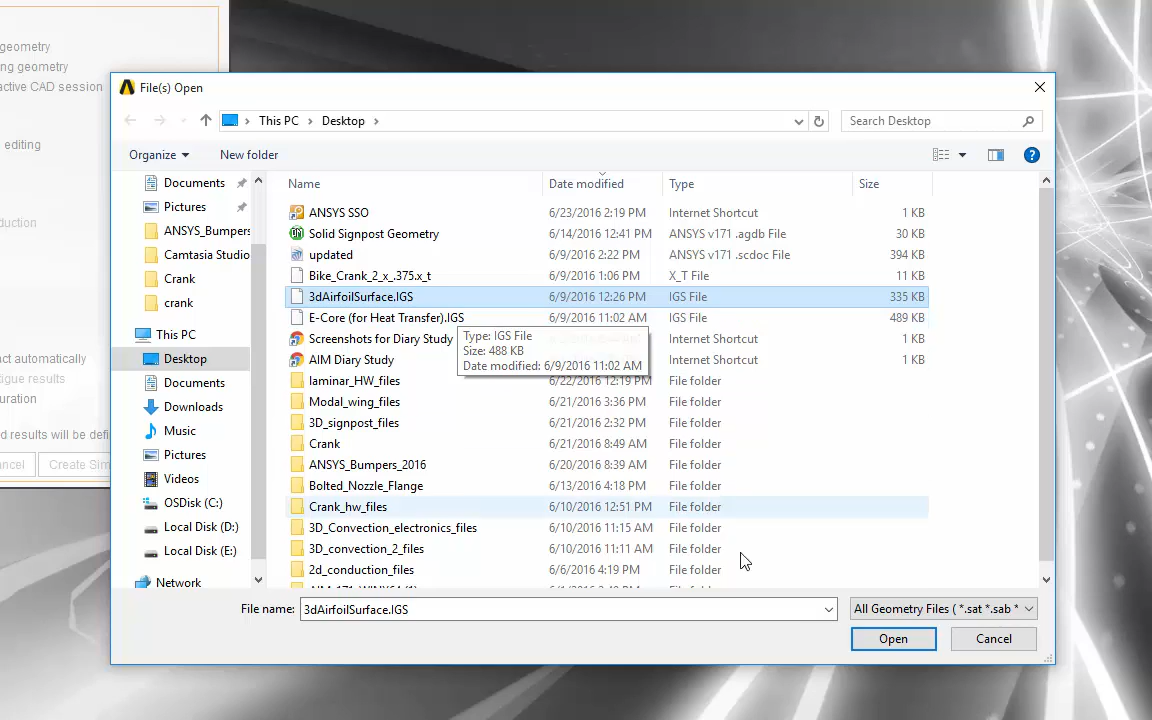 geometry
ng geometry
active CAD session
editing
duction
act automatically
tigue results
uration
d results will be defi
ancel
Create Sim
File(s) Open
This PC > Desktop >
Search Desktop
Organize
New folder
Documents
Pictures
ANSYS_Bumpers
Camtasia Studio
Crank
crank
This PC
Desktop
Documents
Downloads
Music
Pictures
Videos
OSDisk (C:)
Local Disk (D:)
Local Disk (E:)
Network
Name Date modified Type Size
ANSYS SSO 6/23/2016 2:19 PM Internet Shortcut 1 KB
Solid Signpost Geometry 6/14/2016 12:41 PM ANSYS v171 .agdb File 30 KB
updated 6/9/2016 2:22 PM ANSYS v171 .scdoc File 394 KB
Bike_Crank_2_x_.375.x_t 6/9/2016 1:06 PM X_T File 11 KB
3dAirfoilSurface.IGS 6/9/2016 12:26 PM IGS File 335 KB
E-Core (for Heat Transfer).IGS 6/9/2016 11:02 AM IGS File 489 KB
Screenshots for Diary Study Internet Shortcut 1 KB
AIM Diary Study Internet Shortcut 1 KB
Type: IGS File
Size: 488 KB
Date modified: 6/9/2016 11:02 AM
laminar_HW_files 6/22/2016 12:19 PM File folder
Modal_wing_files 6/21/2016 3:36 PM File folder
3D_signpost_files 6/21/2016 2:32 PM File folder
Crank 6/21/2016 8:49 AM File folder
ANSYS_Bumpers_2016 6/20/2016 8:39 AM File folder
Bolted_Nozzle_Flange 6/13/2016 4:18 PM File folder
Crank_hw_files 6/10/2016 12:51 PM File folder
3D_Convection_electronics_files 6/10/2016 11:15 AM File folder
3D_convection_2_files 6/10/2016 11:11 AM File folder
2d_conduction_files 6/6/2016 4:19 PM File folder
File name: 3dAirfoilSurface.IGS
All Geometry Files ( *.sat *.sab *
Open
Cancel